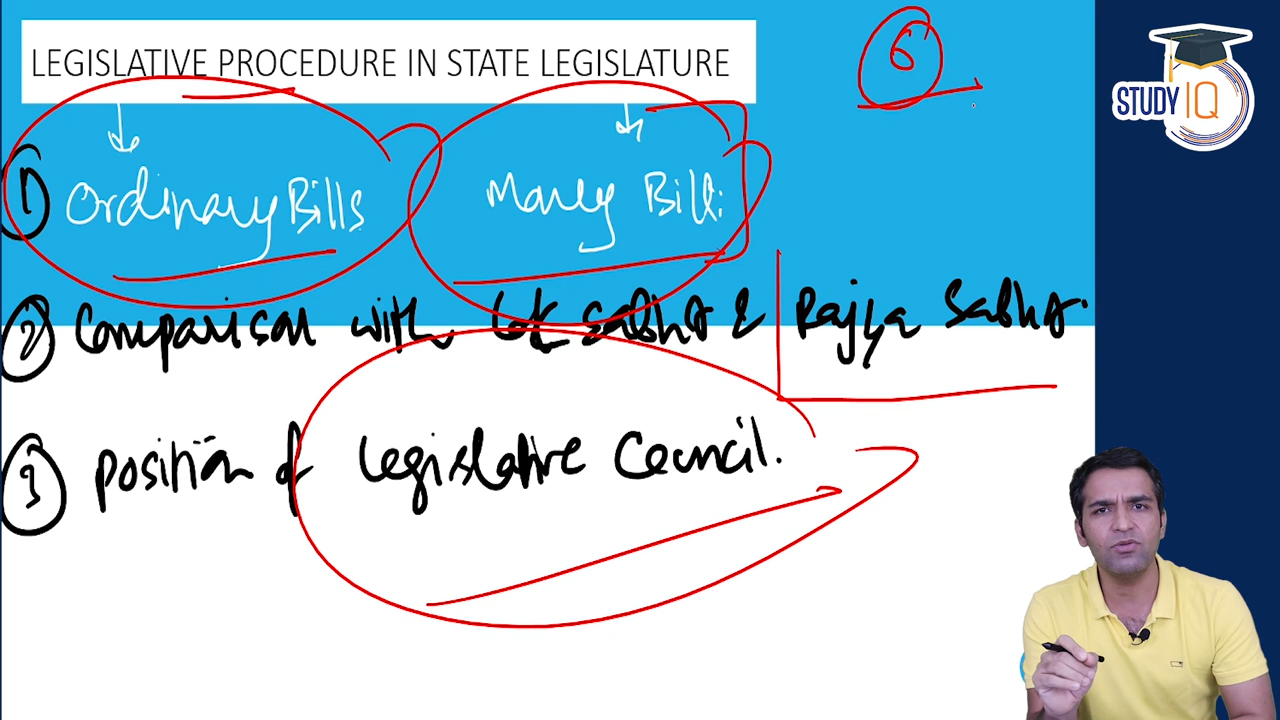 LEGISLATIVE PROCEDURE IN STATE LEGISLATURE
6
STUDY IQ
1 Ordinary Bills Money Bill:
2 Comparison with Lok Sabha & Rajya Sabha.
3 Position of Legislative Council.